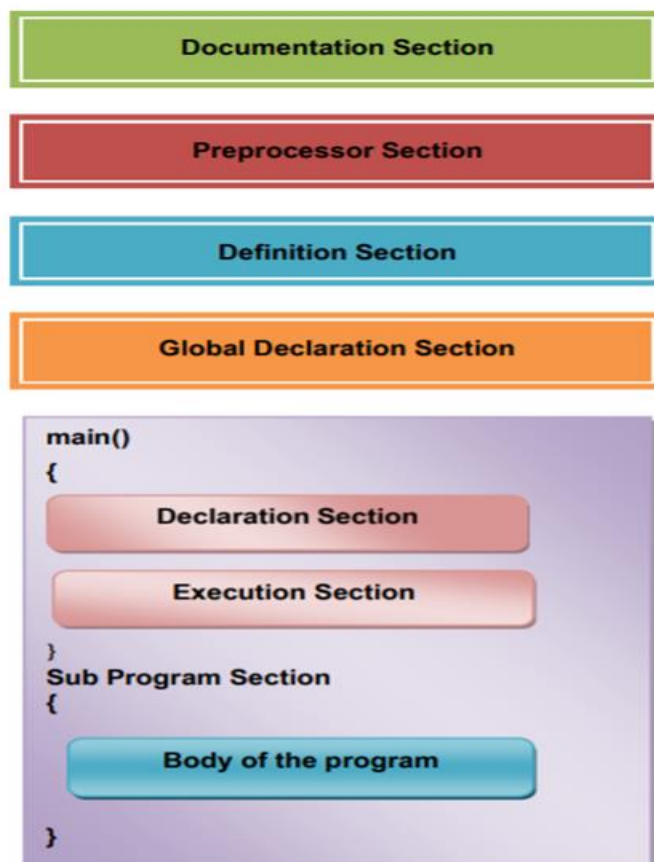 Documentation Section
Preprocessor Section
Definition Section
Global Declaration Section
main()
{
Declaration Section
Execution Section
}
Sub Program Section
{
Body of the program
}